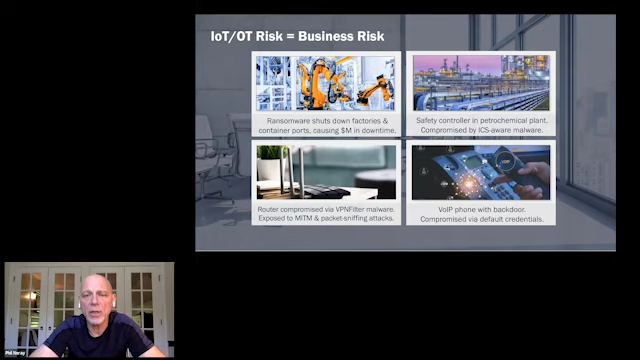 IoT/OT Risk = Business Risk
Ransomware shuts down factories &
container ports, causing $M in downtime.
Safety controller in petrochemical plant.
Compromised by ICS-aware malware.
Router compromised via VPNFilter malware.
Exposed to MITM & packet-sniffing attacks.
VoIP phone with backdoor.
Compromised via default credentials.
Phil Neray